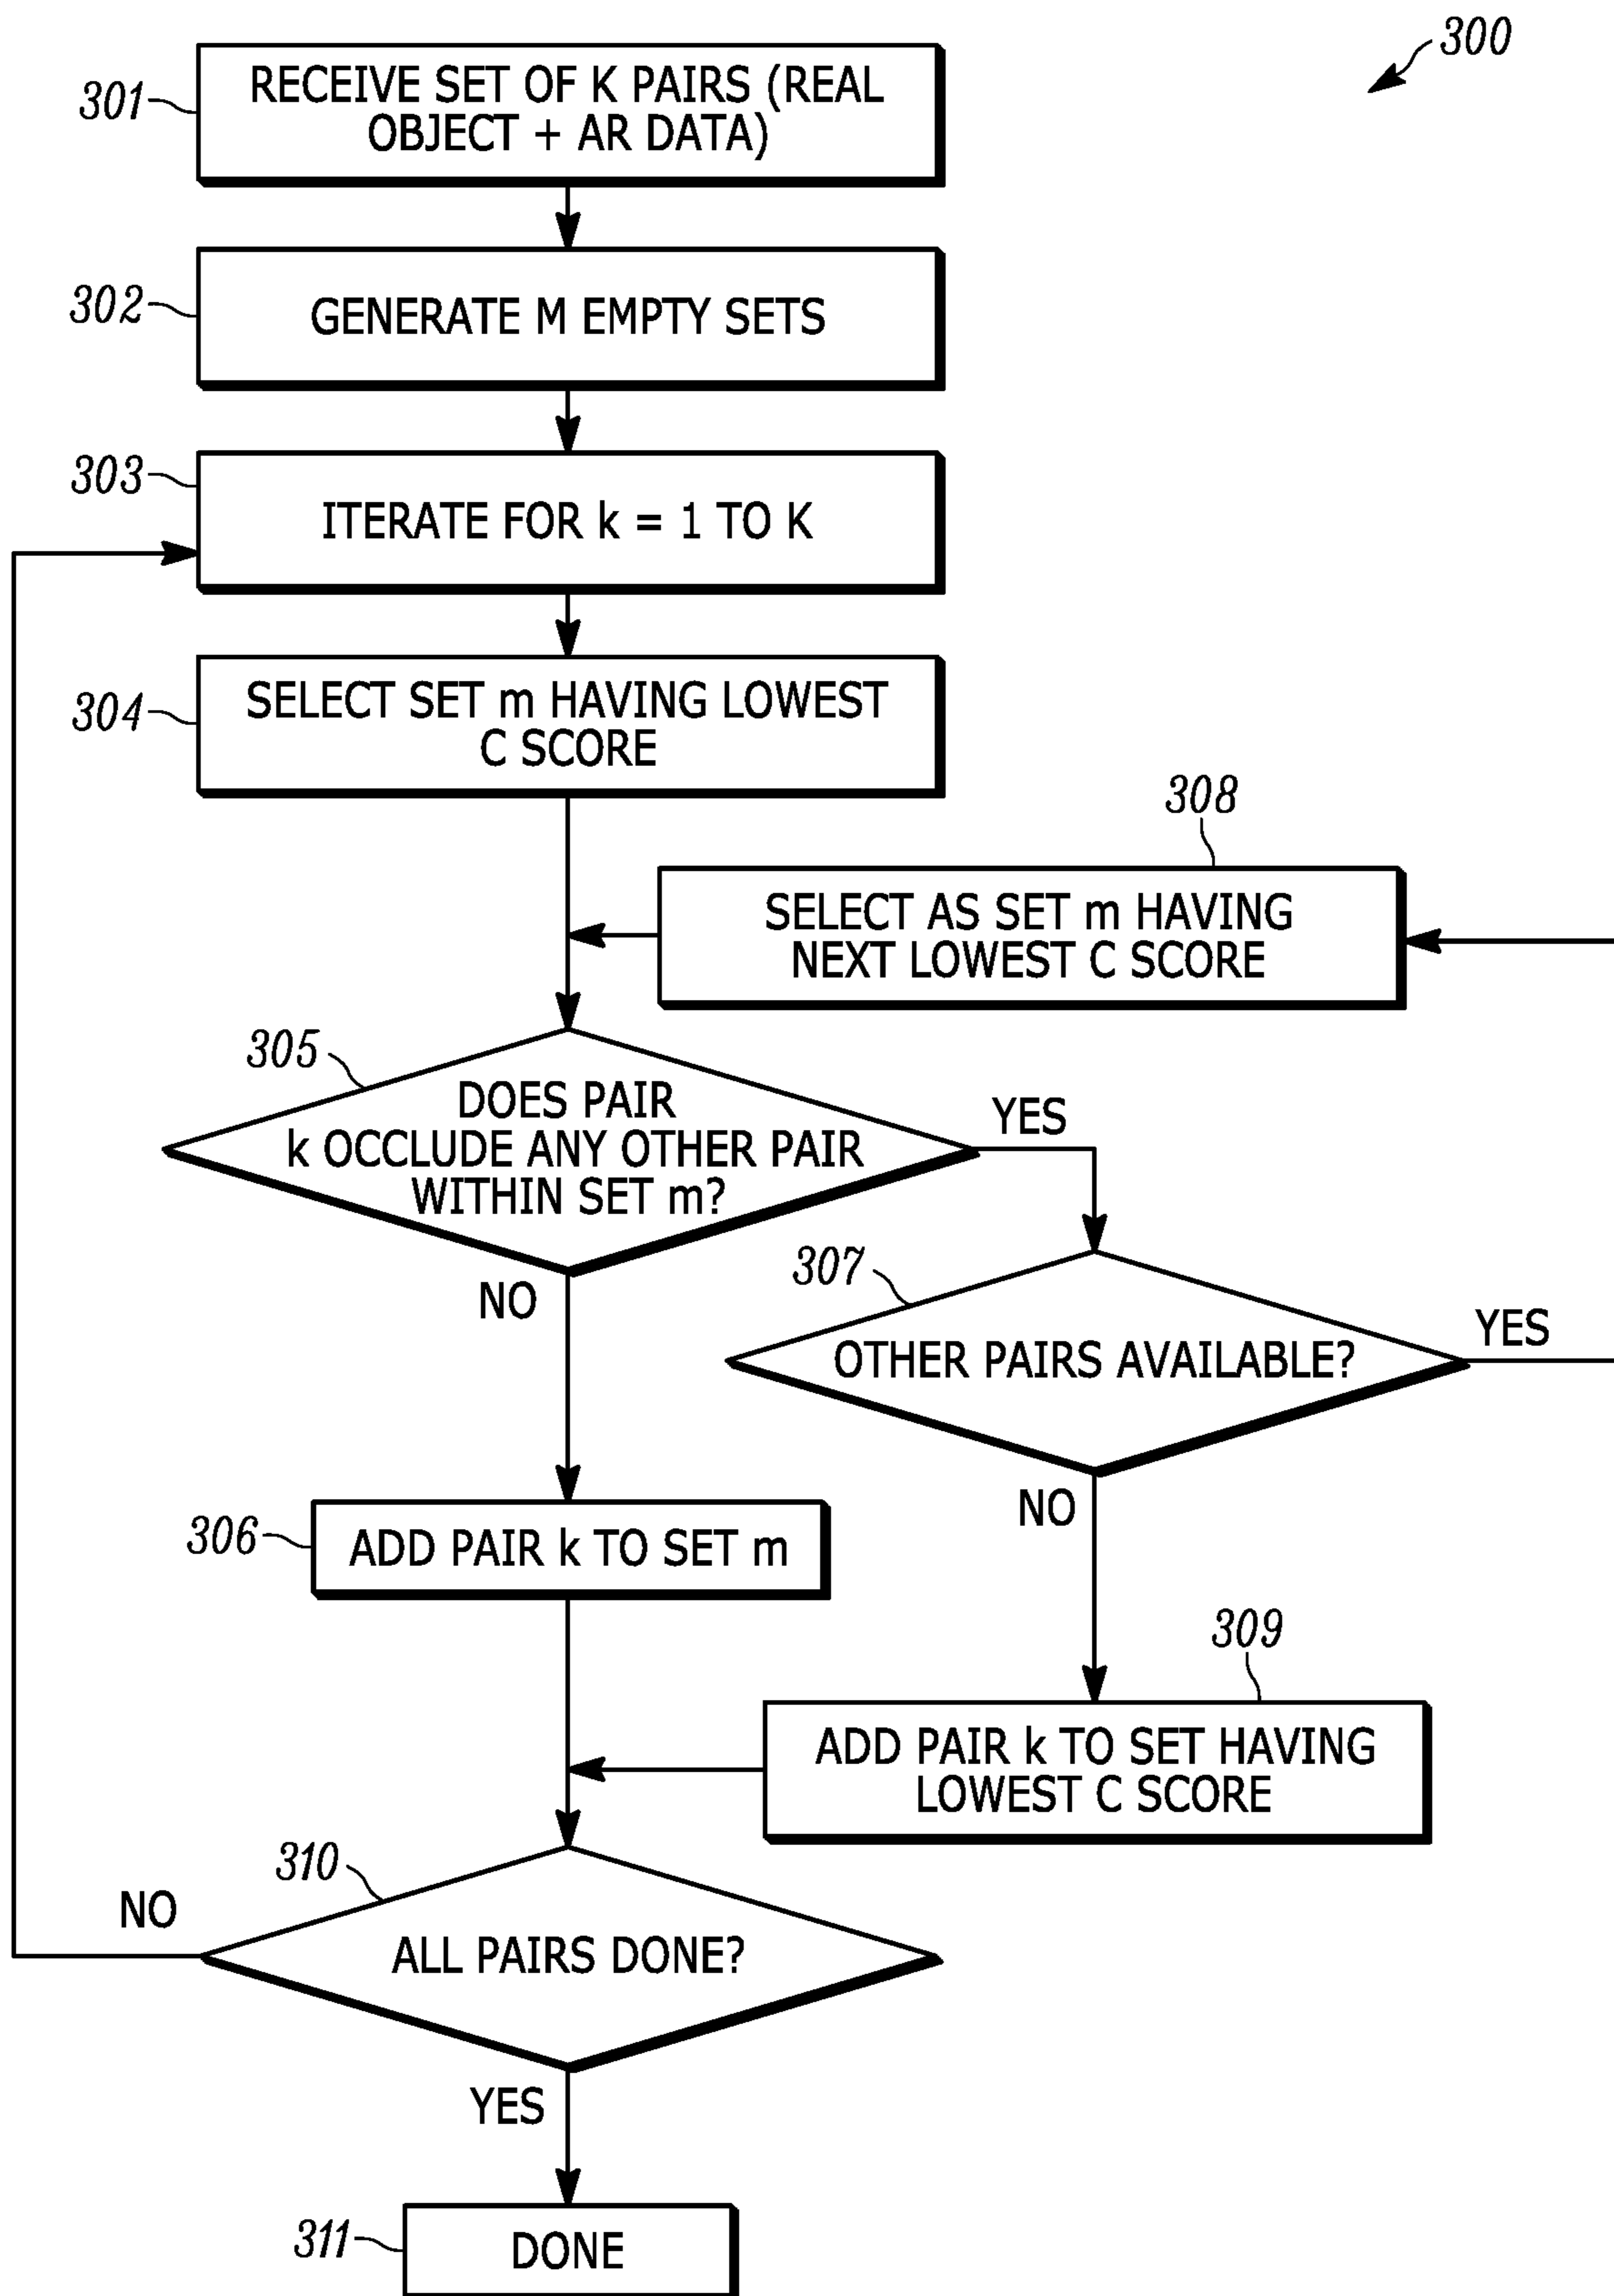 300
301
RECEIVE SET OF K PAIRS (REAL
OBJECT + AR DATA)
302
GENERATE M EMPTY SETS
303
ITERATE FOR k = 1 TO K
304
SELECT SET m HAVING LOWEST
C SCORE
308
SELECT AS SET m HAVING
NEXT LOWEST C SCORE
305
DOES PAIR
k OCCLUDE ANY OTHER PAIR
WITHIN SET m?
YES
NO
307
OTHER PAIRS AVAILABLE?
YES
NO
306
ADD PAIR k TO SET m
309
ADD PAIR k TO SET HAVING
LOWEST C SCORE
310
NO
ALL PAIRS DONE?
YES
311
DONE